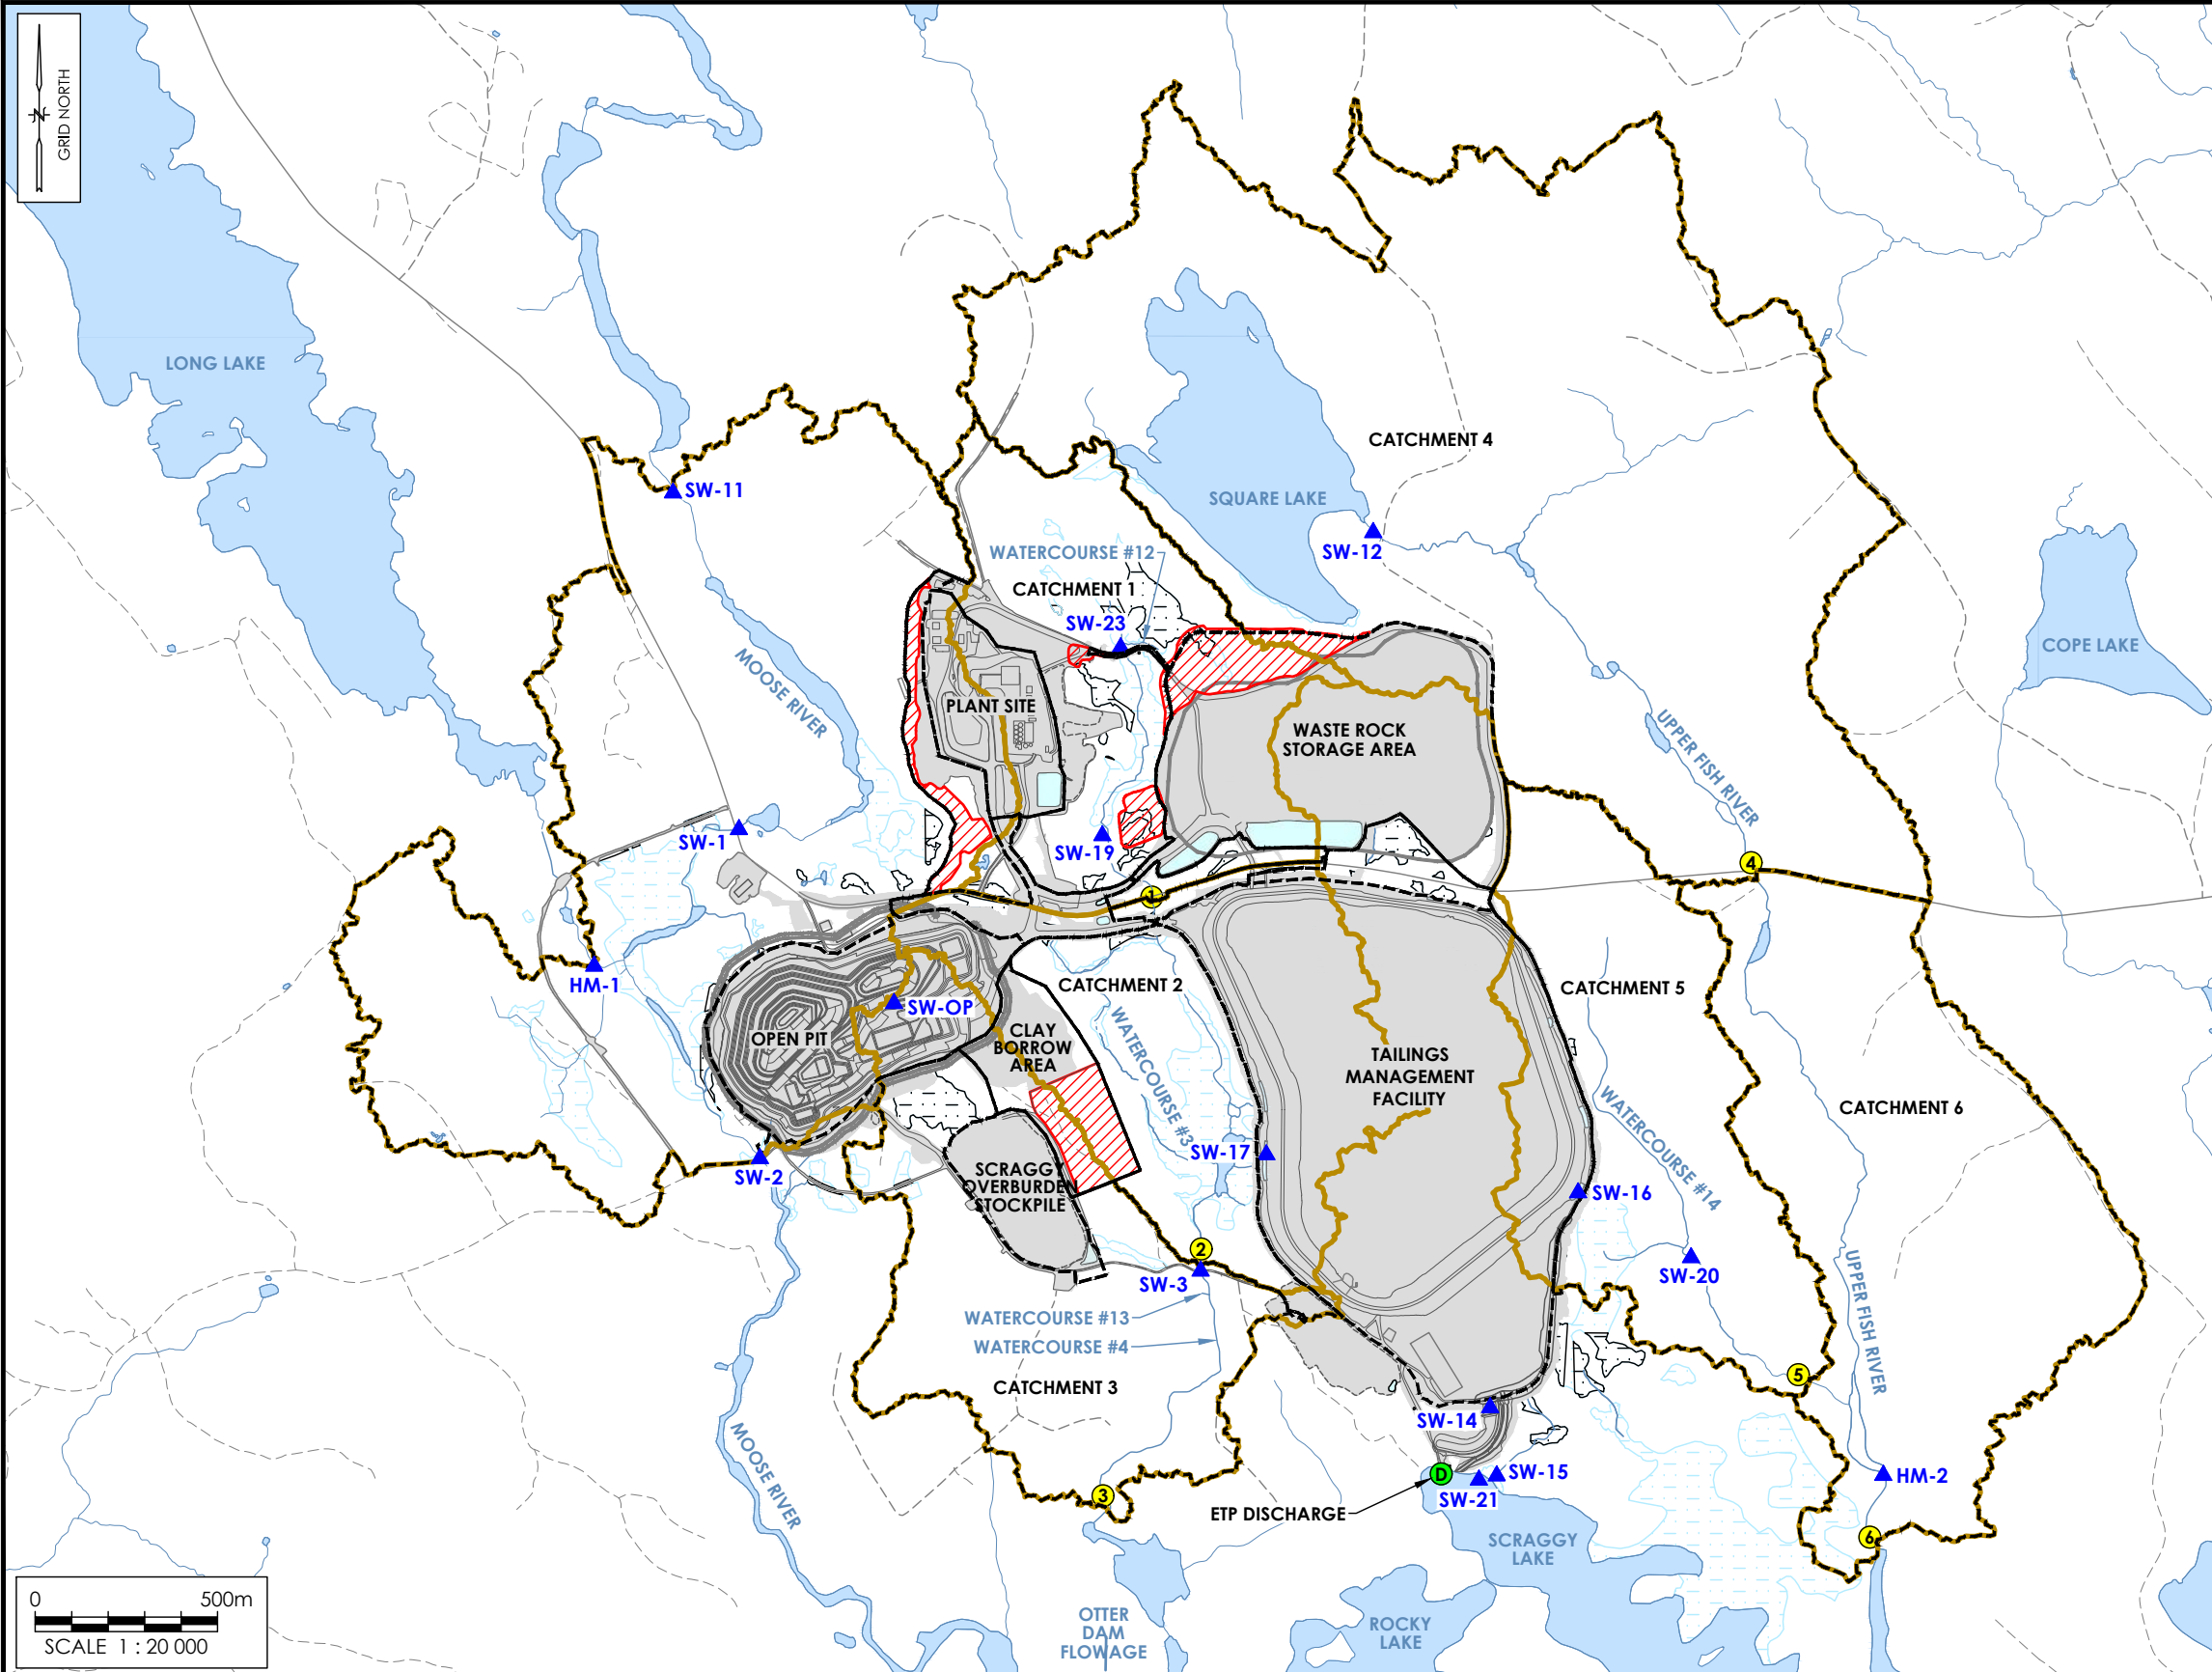 GRID NORTH
LONG LAKE
CATCHMENT 4
SW-11
SQUARE LAKE
SW-12
WATERCOURSE #12
CATCHMENT 1
SW-23
COPE LAKE
MOOSE RIVER
PLANT SITE
WASTE ROCK
STORAGE AREA
UPPER FISH RIVER
SW-1
SW-19
4
1
HM-1
CATCHMENT 2
CATCHMENT 5
SW-OP
OPEN PIT
CLAY
BORROW
AREA
WATERCOURSE #3
TAILINGS
MANAGEMENT
FACILITY
WATERCOURSE #14
CATCHMENT 6
SW-17
SW-2
SCRAGGY
OVERBURDEN
STOCKPILE
SW-16
2
SW-3
SW-20
UPPER FISH RIVER
WATERCOURSE #13
WATERCOURSE #4
CATCHMENT 3
5
SW-14
MOOSE RIVER
D
SW-15
SW-21
HM-2
3
ETP DISCHARGE
6
SCRAGGY
LAKE
0 500m
SCALE 1 : 20 000
OTTER
DAM
FLOWAGE
ROCKY
LAKE